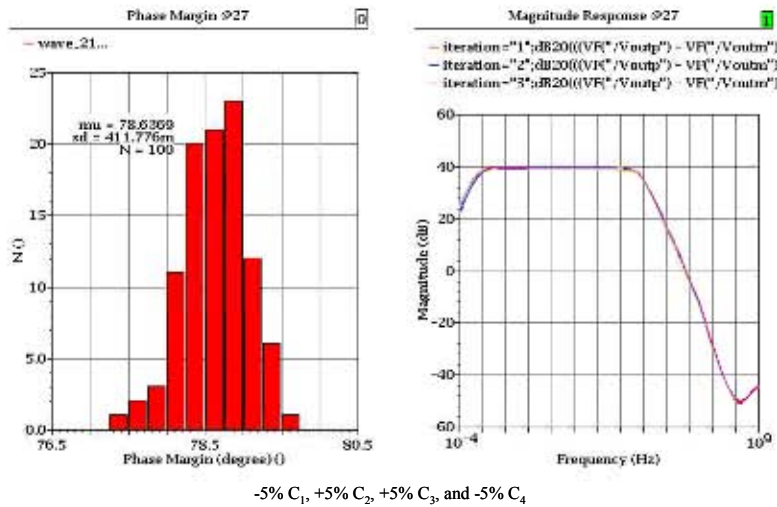 Phase Margin :927
0
wave_21...
25
20
15
10
5.0
0.0
mu = 78.6369
sd = 411.776m
N = 100
N ()
76.5
78.5
80.5
Phase Margin (degree) ()
Magnitude Response :927
1
iteration="1";dB20(((VF("/Voutp") - VF("/Voutm")
iteration="2";dB20(((VF("/Voutp") - VF("/Voutm")
iteration="3";dB20(((VF("/Voutp") - VF("/Voutm")
60
40
20
0
-20
-40
-60
Magnitude (dB)
10⁻⁴
10⁹
Frequency (Hz)
-5% C₁, +5% C₂, +5% C₃, and -5% C₄